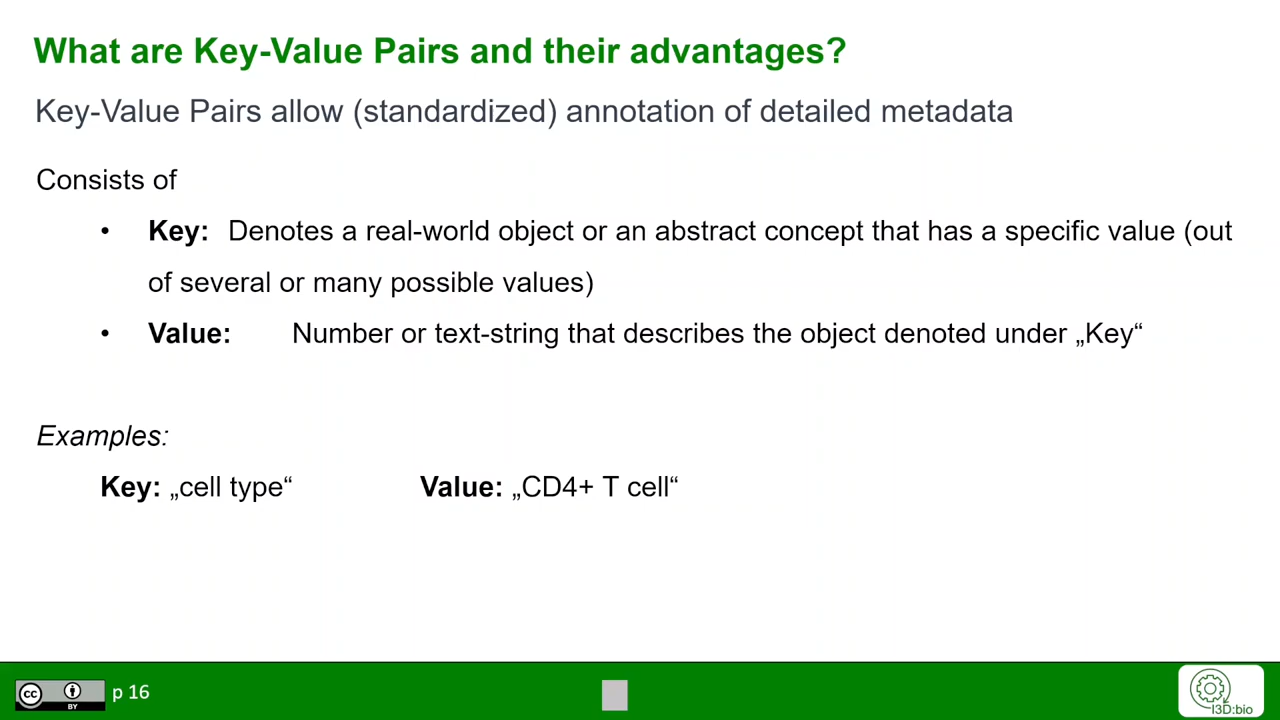 What are Key-Value Pairs and their advantages?
Key-Value Pairs allow (standardized) annotation of detailed metadata
Consists of
• Key: Denotes a real-world object or an abstract concept that has a specific value (out
of several or many possible values)
• Value: Number or text-string that describes the object denoted under „Key“
Examples:
Key: „cell type“ Value: „CD4+ T cell“
cc BY p 16
I3D:bio